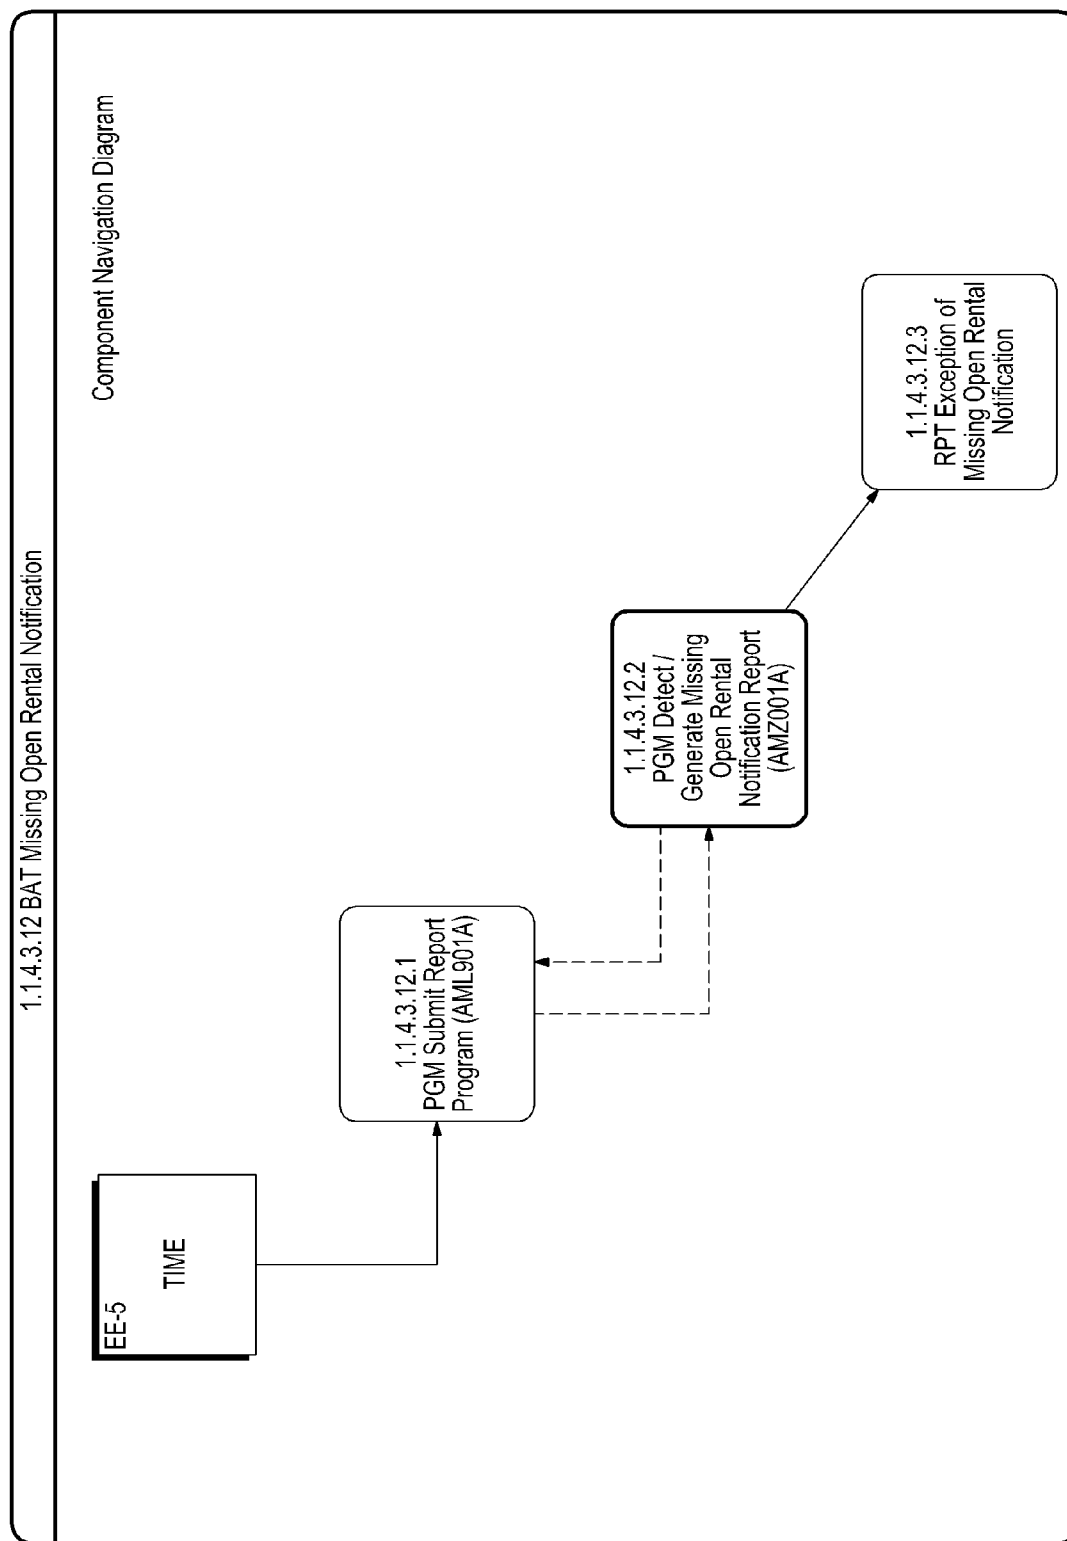 1.1.4.3.12 BAT Missing Open Rental Notification
Component Navigation Diagram
EE-5
TIME
1.1.4.3.12.1
PGM Submit Report
Program (AML901A)
1.1.4.3.12.2
PGM Detect /
Generate Missing
Open Rental
Notification Report
(AMZ001A)
1.1.4.3.12.3
RPT Exception of
Missing Open Rental
Notification